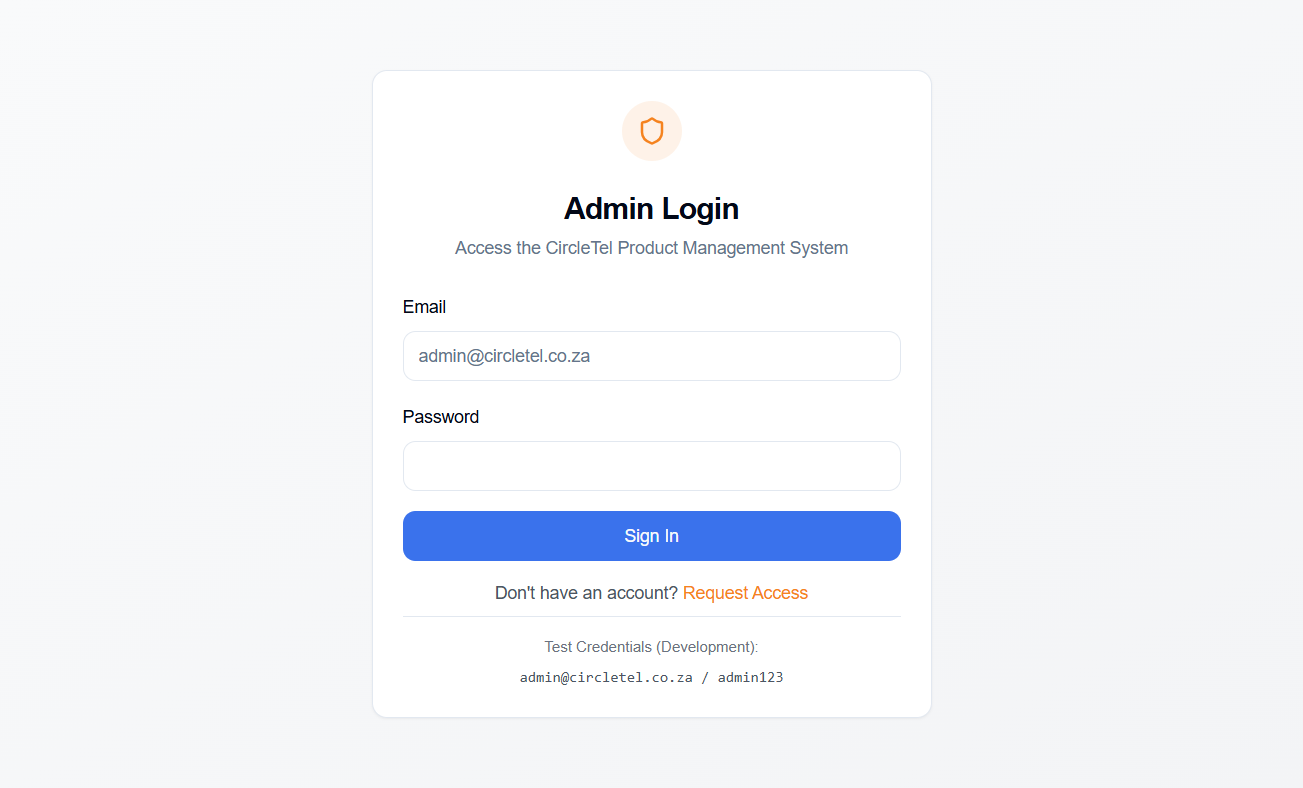 Admin Login
Access the CircleTel Product Management System
Email
admin@circletel.co.za
Password
Sign In
Don't have an account? Request Access
Test Credentials (Development):
admin@circletel.co.za / admin123